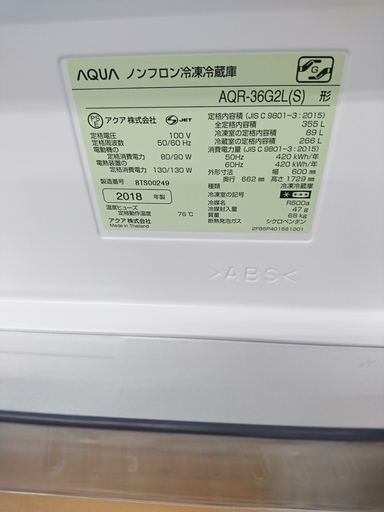 AQUA ノンフロン冷凍冷蔵庫
AQR-36G2L(S) 形
PS E アクア株式会社 JET
定格電圧 100 V
定格周波数 50/60 Hz
電動機の
定格消費電力 80/90 W
電熱装置の
定格消費電力 130/130 W
製造番号 8TS00249
2018 年製
温度ヒューズ
定格動作温度 76℃
アクア株式会社
Made in Thailand
定格内容積 (JIS C 9801-3:2015)
全定格内容積 355 L
冷凍室の定格内容積 89 L
冷蔵室の定格内容積 266 L
消費電力量 (JIS C 9801-3:2015)
50Hz 420 kWh/年
60Hz 420 kWh/年
外形寸法 幅 600 mm
奥行 662 mm 高さ 1729 mm
種類 冷凍冷蔵庫
冷凍室の記号
冷媒名 R600a
冷媒封入量 47 g
質量 68 kg
断熱発泡ガス シクロペンタン
2FB6P401561001
G
>ABS<